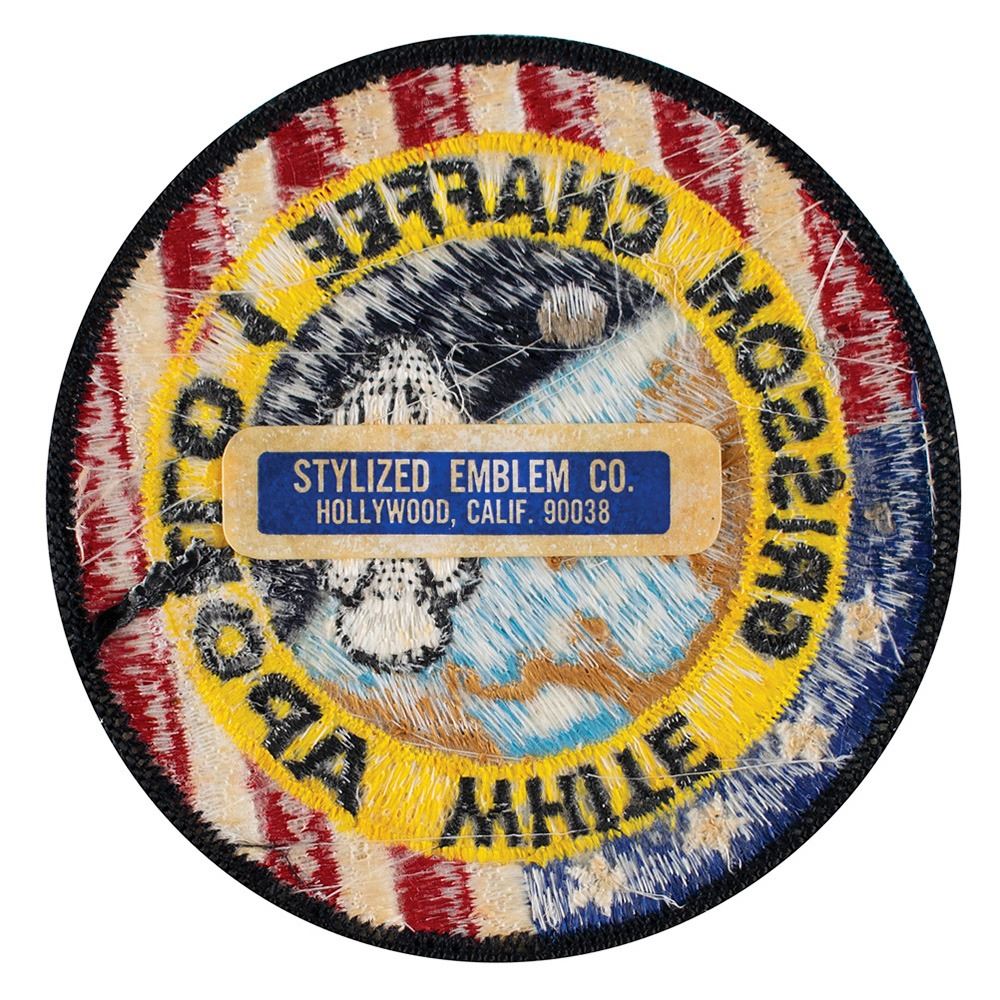 STYLIZED EMBLEM CO.
HOLLYWOOD, CALIF. 90038
APOLLO 1
CHAFFEE
GRISSOM
WHITE